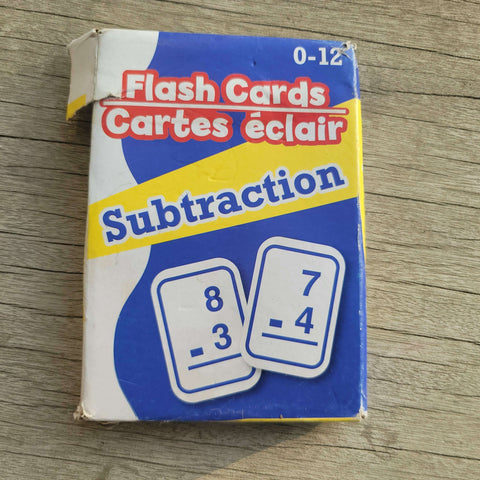 0-12
Flash Cards
Cartes éclair
Subtraction
8
- 3
7
- 4